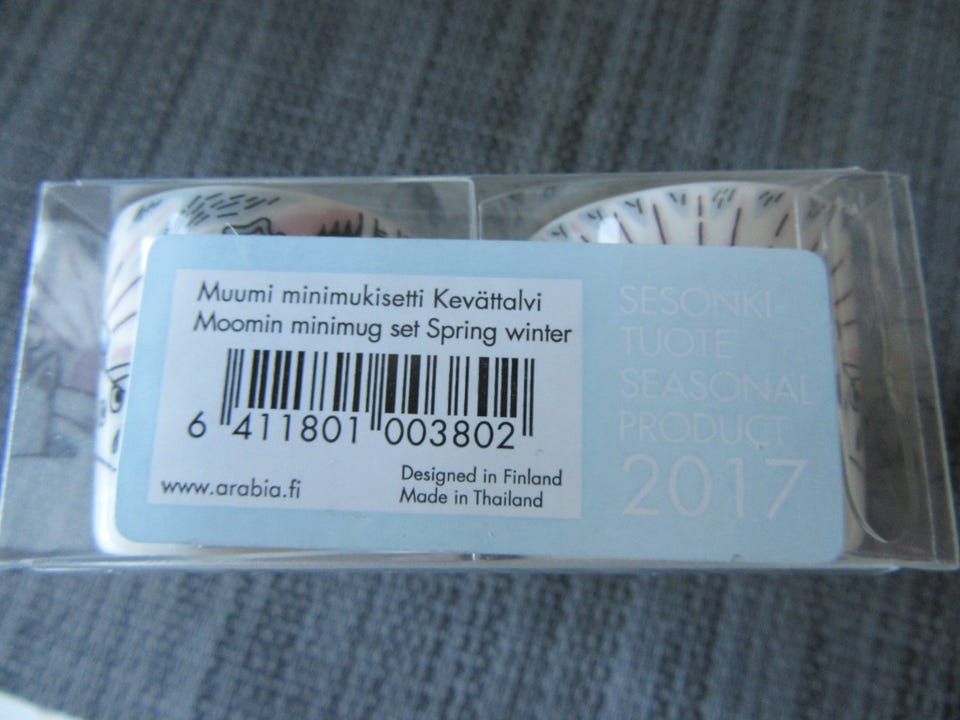 Muumi minimukisetti Kevättalvi
Moomin minimug set Spring winter
6 411801 003802
www.arabia.fi
Designed in Finland
Made in Thailand
SESONKI-
TUOTE
SEASONAL
PRODUCT
2017